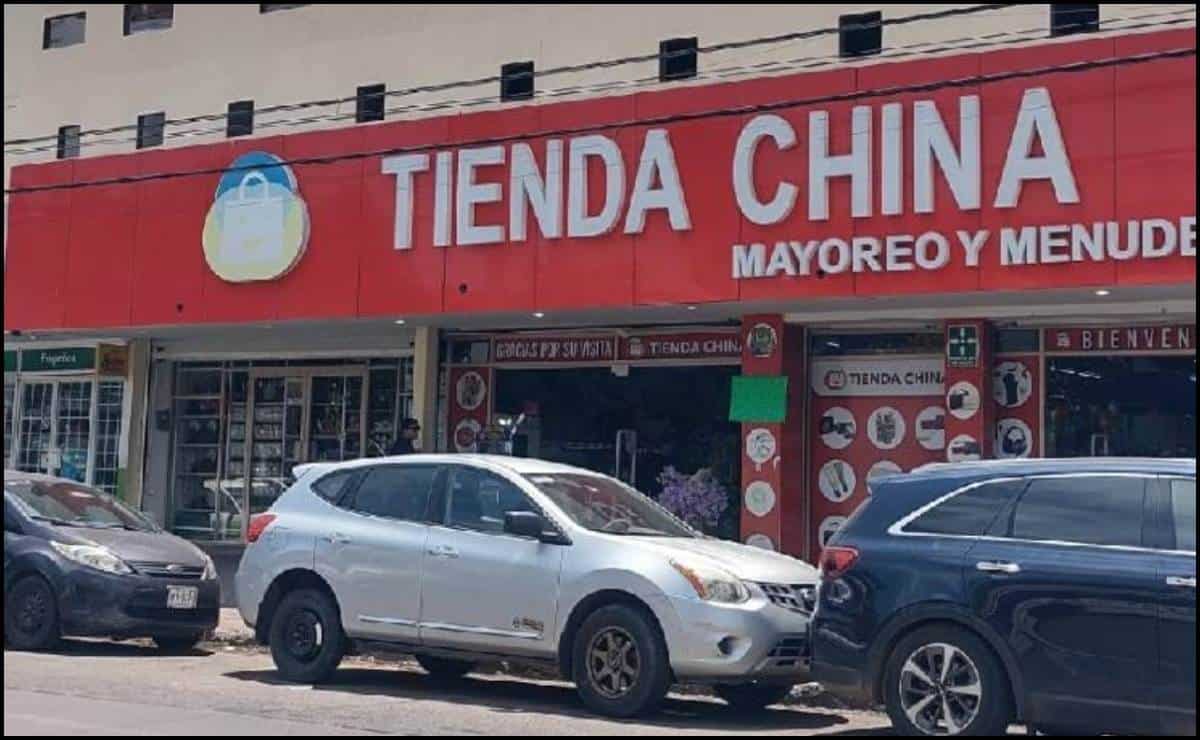 TIENDA CHINA
MAYOREO Y MENUDE
GRACIAS POR SU VISITA
TIENDA CHINA
BIENVEN
TIENDA CHINA